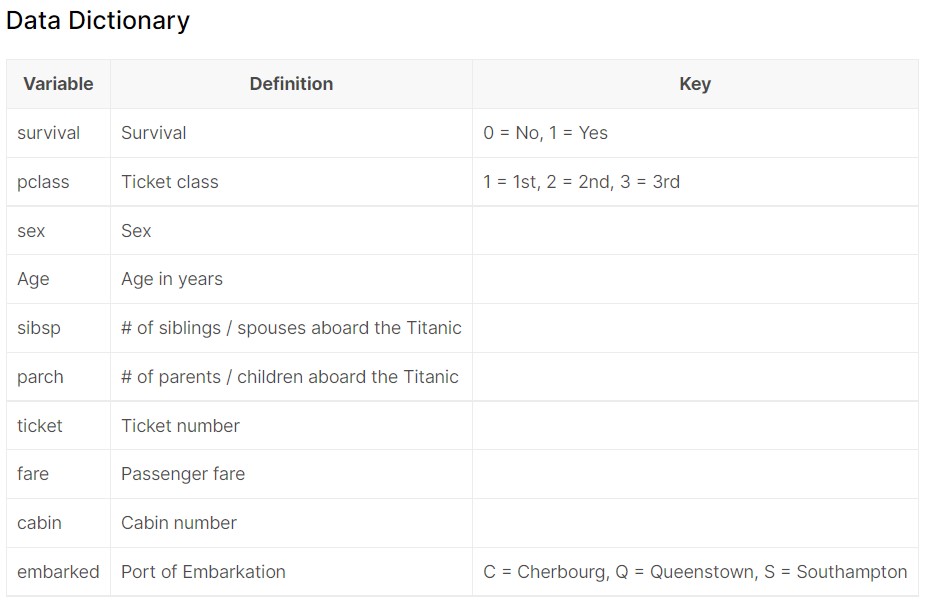 Data Dictionary
Variable Definition Key
survival Survival 0 = No, 1 = Yes
pclass Ticket class 1 = 1st, 2 = 2nd, 3 = 3rd
sex Sex
Age Age in years
sibsp # of siblings / spouses aboard the Titanic
parch # of parents / children aboard the Titanic
ticket Ticket number
fare Passenger fare
cabin Cabin number
embarked Port of Embarkation C = Cherbourg, Q = Queenstown, S = Southampton